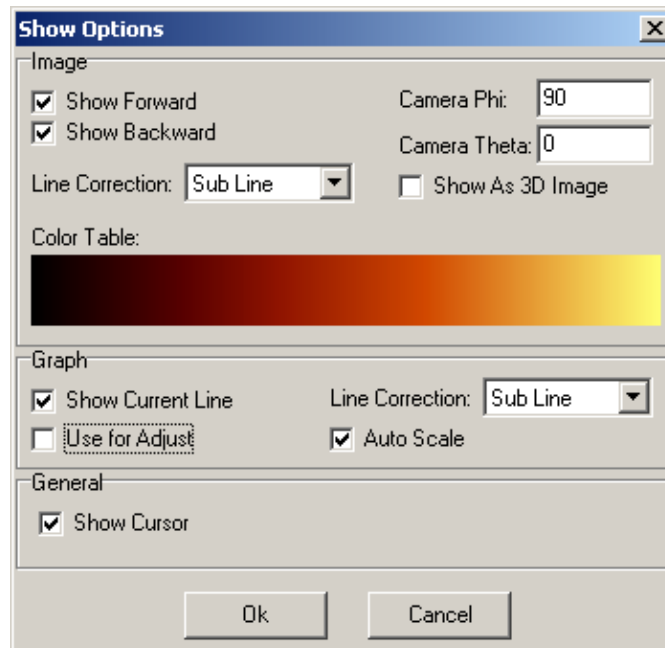 Show Options
Image
Show Forward
Show Backward
Camera Phi: 90
Camera Theta: 0
Line Correction: Sub Line
Show As 3D Image
Color Table:
Graph
Show Current Line
Line Correction: Sub Line
Use for Adjust
Auto Scale
General
Show Cursor
Ok
Cancel